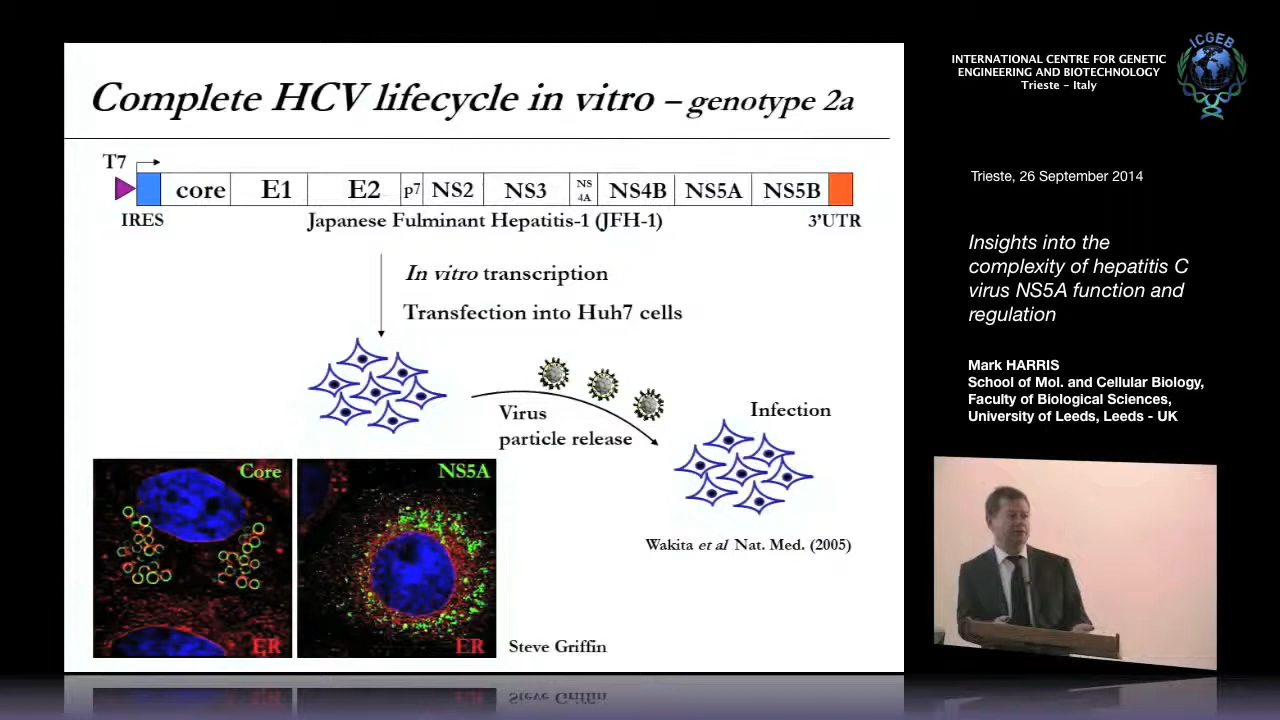 Complete HCV lifecycle in vitro – genotype 2a
T7
core E1 E2 p7 NS2 NS3 NS 4A NS4B NS5A NS5B
IRES
Japanese Fulminant Hepatitis-1 (JFH-1)
3'UTR
In vitro transcription
Transfection into Huh7 cells
Virus
particle release
Infection
Core
ER
NS5A
ER
Wakita et al Nat. Med. (2005)
Steve Griffin
INTERNATIONAL CENTRE FOR GENETIC
ENGINEERING AND BIOTECHNOLOGY
Trieste - Italy
ICGEB
Trieste, 26 September 2014
Insights into the
complexity of hepatitis C
virus NS5A function and
regulation
Mark HARRIS
School of Mol. and Cellular Biology,
Faculty of Biological Sciences,
University of Leeds, Leeds - UK